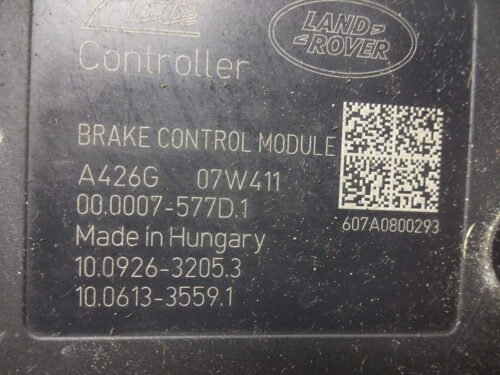 LAND
ROVER
Controller
BRAKE CONTROL MODULE
A426G 07W411
00.0007-577D.1
607A0800293
Made in Hungary
10.0926-3205.3
10.0613-3559.1